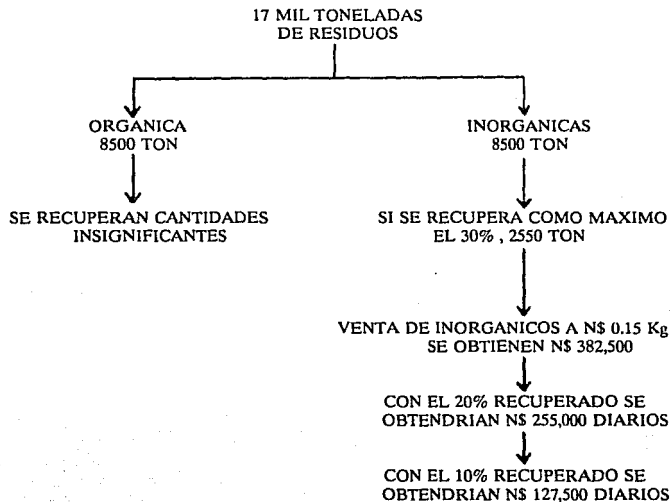 17 MIL TONELADAS
DE RESIDUOS
ORGANICA
8500 TON
SE RECUPERAN CANTIDADES
INSIGNIFICANTES
INORGANICAS
8500 TON
SI SE RECUPERA COMO MAXIMO
EL 30% , 2550 TON
VENTA DE INORGANICOS A N$ 0.15 Kg
SE OBTIENEN N$ 382,500
CON EL 20% RECUPERADO SE
OBTENDRIAN N$ 255,000 DIARIOS
CON EL 10% RECUPERADO SE
OBTENDRIAN N$ 127,500 DIARIOS